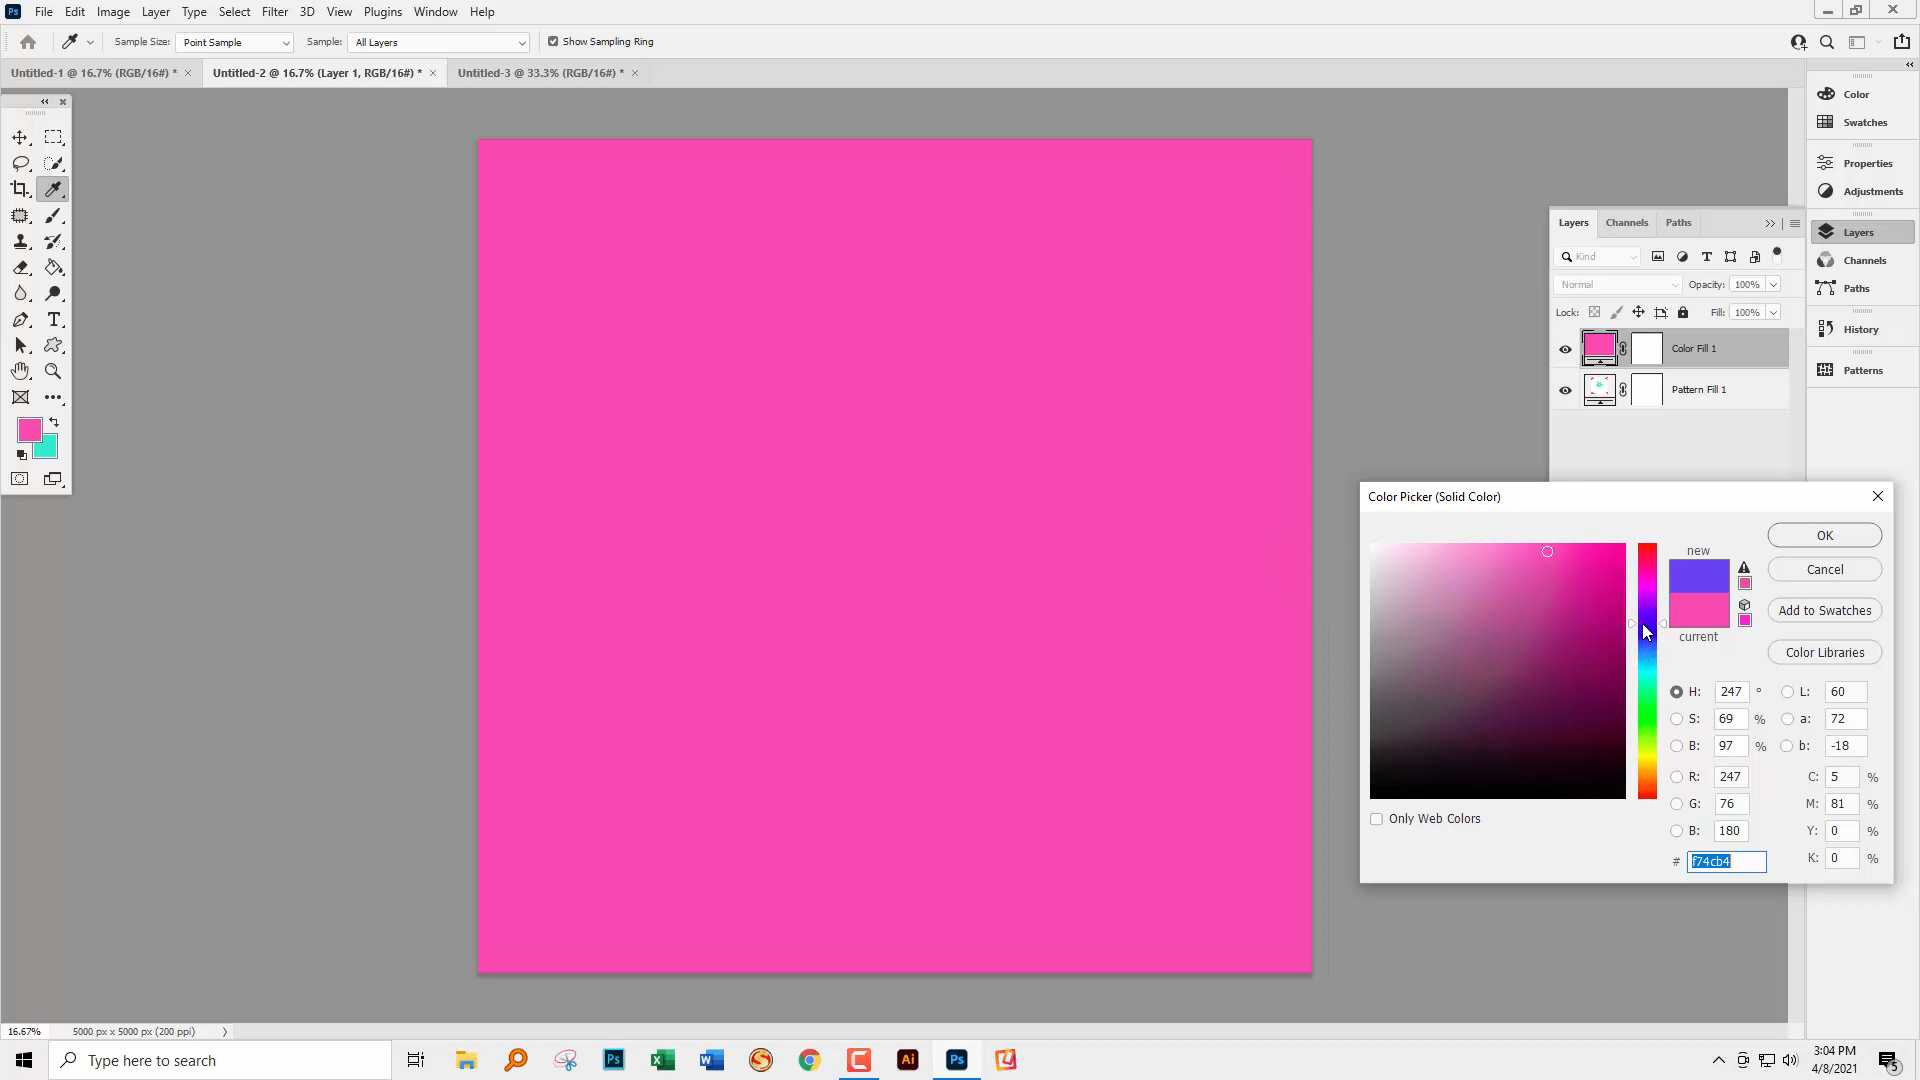 Ps File Edit Image Layer Type Select Filter 3D View Plugins Window Help
Sample Size: Point Sample Sample: All Layers Show Sampling Ring
Untitled-1 @ 16.7% (RGB/16#) * Untitled-2 @ 16.7% (Layer 1, RGB/16#) * Untitled-3 @ 33.3% (RGB/16#) *
Color
Swatches
Properties
Adjustments
Layers
Channels
Paths
History
Patterns
Layers Channels Paths
Kind
Normal Opacity: 100%
Lock: Fill: 100%
Color Fill 1
Pattern Fill 1
Color Picker (Solid Color)
new
current
OK
Cancel
Add to Swatches
Color Libraries
H: 247 ° L: 60
S: 69 % a: 72
B: 97 % b: -18
R: 247 C: 5 %
G: 76 M: 81 %
B: 180 Y: 0 %
# f74cb4 K: 0 %
Only Web Colors
16.67% 5000 px x 5000 px (200 ppi)
Type here to search
Ps
Ai
Ps
3:04 PM
4/8/2021
5